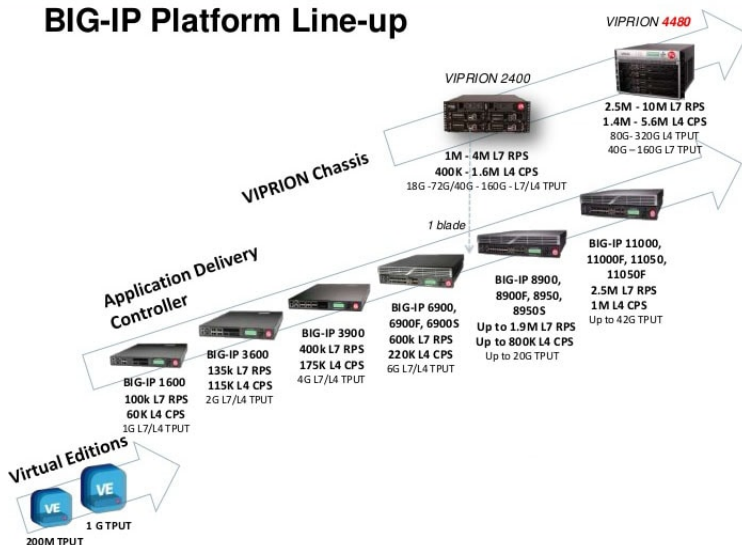 BIG-IP Platform Line-up
VIPRION 4480
2.5M - 10M L7 RPS
1.4M - 5.6M L4 CPS
80G- 320G L4 TPUT
40G – 160G L7 TPUT
VIPRION 2400
1M - 4M L7 RPS
400K - 1.6M L4 CPS
18G -72G/40G - 160G - L7/L4 TPUT
VIPRION Chassis
1 blade
BIG-IP 11000,
11000F, 11050,
11050F
2.5M L7 RPS
1M L4 CPS
Up to 42G TPUT
BIG-IP 8900,
8900F, 8950,
8950S
Up to 1.9M L7 RPS
Up to 800K L4 CPS
Up to 20G TPUT
Application Delivery
Controller
BIG-IP 6900,
6900F, 6900S
600k L7 RPS
220K L4 CPS
6G L7/L4 TPUT
BIG-IP 3900
400k L7 RPS
175K L4 CPS
4G L7/L4 TPUT
BIG-IP 3600
135k L7 RPS
115K L4 CPS
2G L7/L4 TPUT
BIG-IP 1600
100k L7 RPS
60K L4 CPS
1G L7/L4 TPUT
Virtual Editions
VE
VE
1 G TPUT
200M TPUT